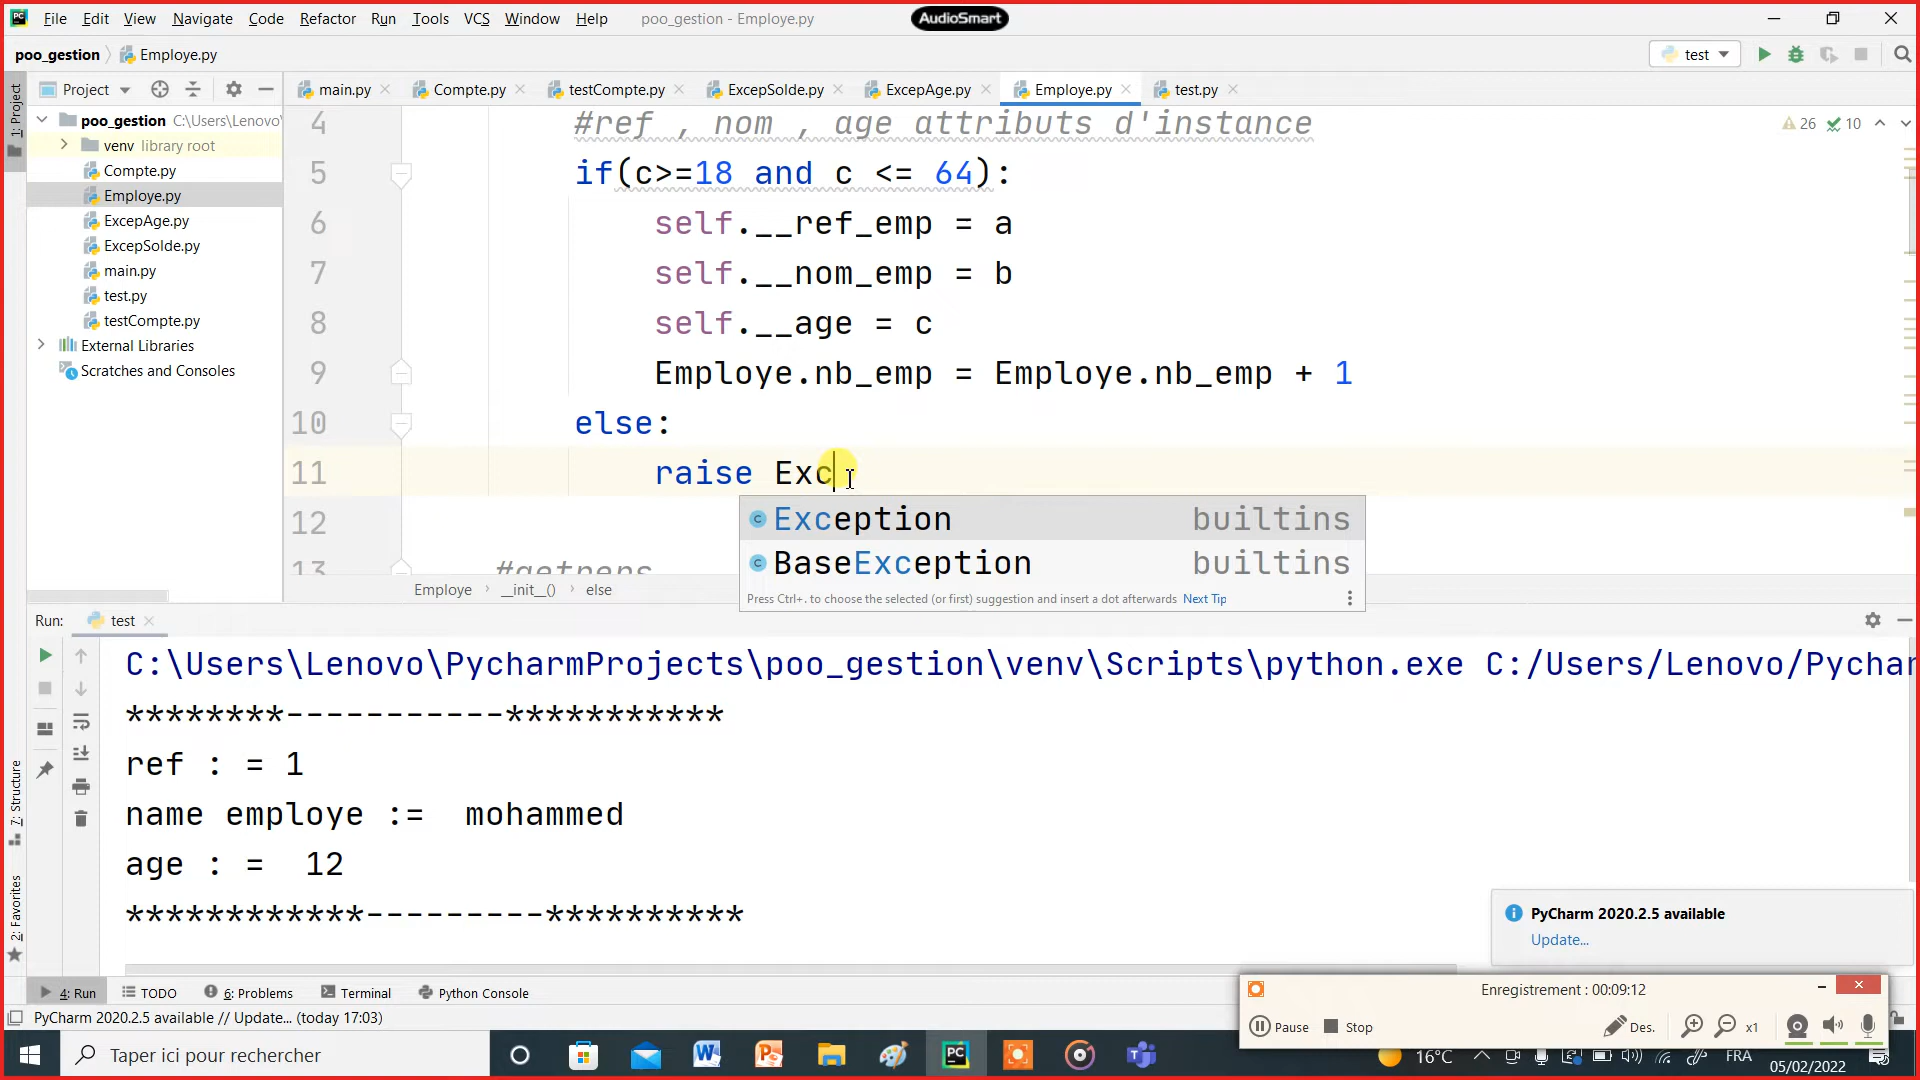 File Edit View Navigate Code Refactor Run Tools VCS Window Help poo_gestion - Employe.py AudioSmart
poo_gestion Employe.py test
1: Project
Project
main.py Compte.py testCompte.py ExcepSolde.py ExcepAge.py Employe.py test.py
poo_gestion C:\Users\Lenovo\
venv library root
Compte.py
Employe.py
ExcepAge.py
ExcepSolde.py
main.py
test.py
testCompte.py
External Libraries
Scratches and Consoles
26 10
4 #ref , nom , age attributs d'instance
5 if(c>=18 and c <= 64):
6 self.__ref_emp = a
7 self.__nom_emp = b
8 self.__age = c
9 Employe.nb_emp = Employe.nb_emp + 1
10 else:
11 raise Exc
12
13 #getners
Exception builtins
BaseException builtins
Press Ctrl+. to choose the selected (or first) suggestion and insert a dot afterwards Next Tip
Employe __init__() else
Run: test
C:\Users\Lenovo\PycharmProjects\poo_gestion\venv\Scripts\python.exe C:/Users/Lenovo/Pychar
********-----------***********
ref : = 1
name employe := mohammed
age : = 12
************---------**********
7: Structure
2: Favorites
PyCharm 2020.2.5 available
Update...
4: Run TODO 6: Problems Terminal Python Console
PyCharm 2020.2.5 available // Update... (today 17:03)
Enregistrement : 00:09:12
Pause Stop Des. x1
Taper ici pour rechercher
16°C FRA
05/02/2022